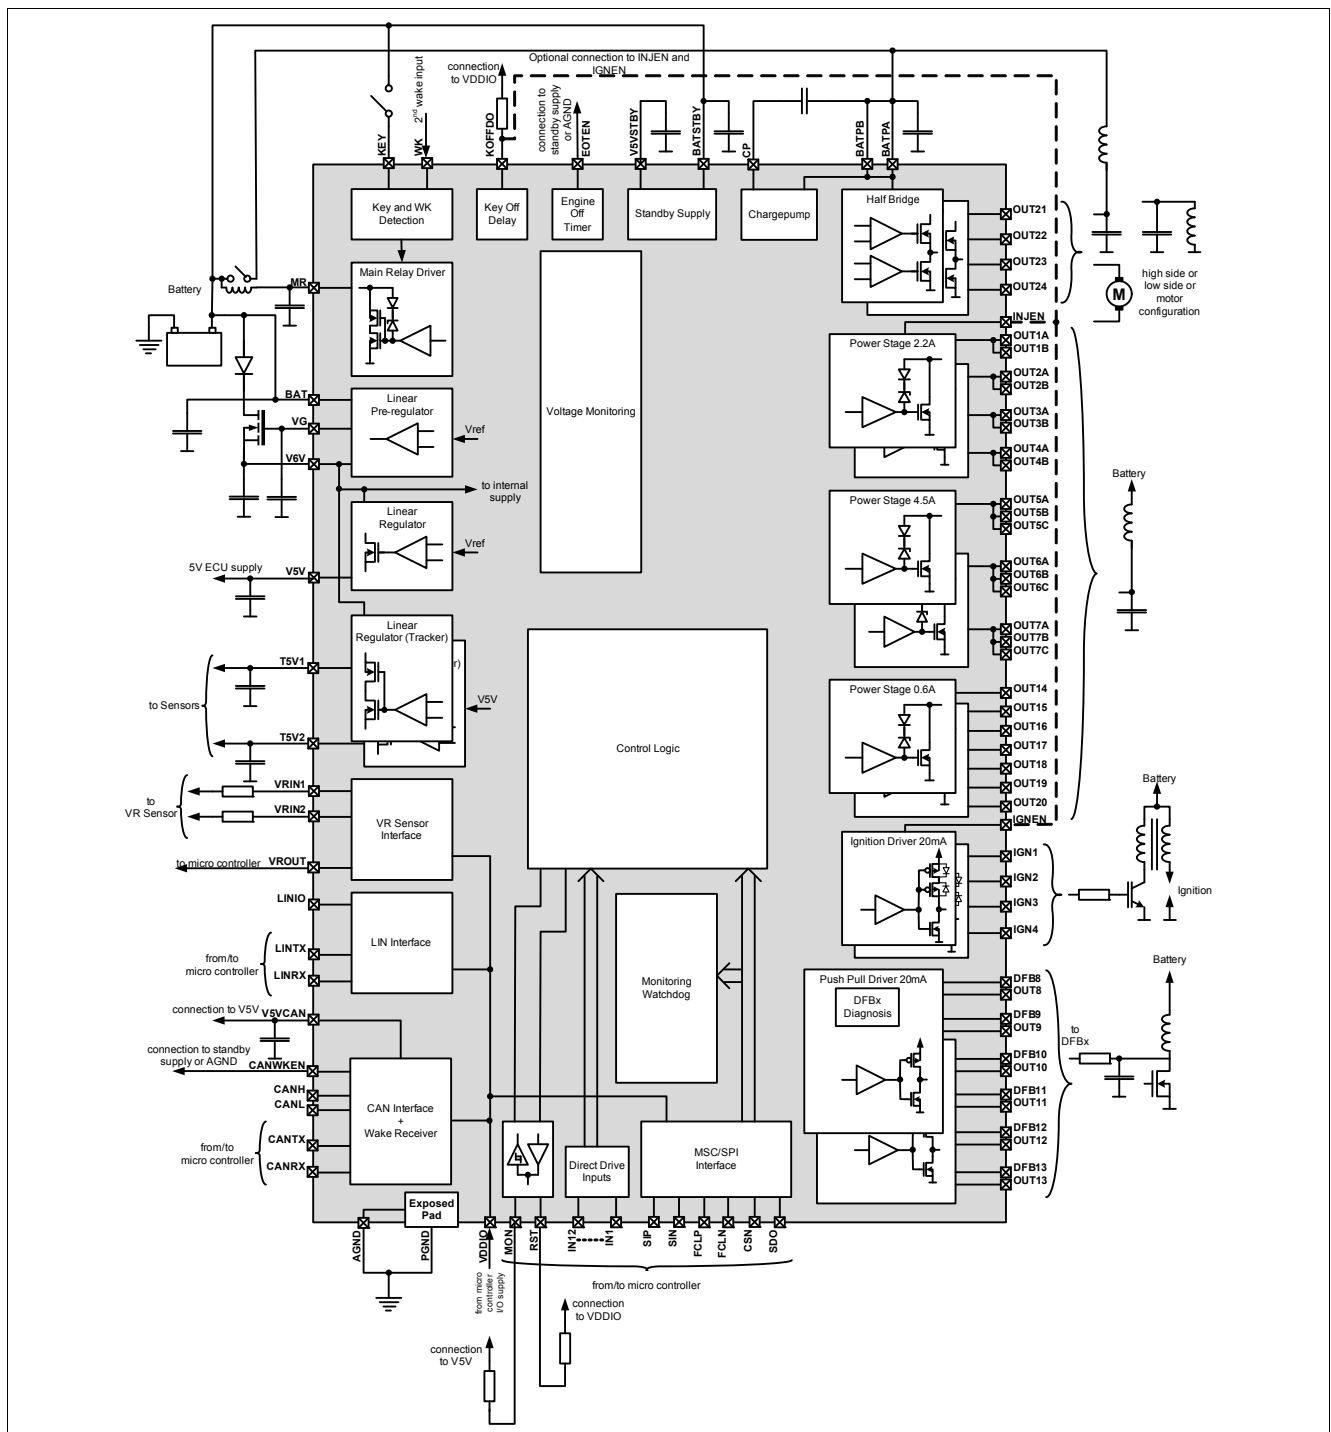 Optional connection to INJEN and
IGNEN
connection
to VDDIO
2nd wake input
connection to
standby supply
or AGND
KEY
WK
KOFFDO
EOTEN
V5VSTBY
BATSTBY
CP
BATPB
BATPA
Key and WK
Detection
Key Off
Delay
Engine
Off
Timer
Standby Supply
Chargepump
Half Bridge
OUT21
OUT22
OUT23
OUT24
M
high side or
low side or
motor
configuration
Battery
MR
Main Relay Driver
Voltage Monitoring
INJEN
Power Stage 2.2A
OUT1A
OUT1B
OUT2A
OUT2B
OUT3A
OUT3B
OUT4A
OUT4B
BAT
VG
V6V
Linear
Pre-regulator
Vref
to internal
supply
Linear
Regulator
Vref
5V ECU supply
V5V
Power Stage 4.5A
OUT5A
OUT5B
OUT5C
OUT6A
OUT6B
OUT6C
OUT7A
OUT7B
OUT7C
Battery
Linear
Regulator (Tracker)
r)
V5V
T5V1
to Sensors
T5V2
Control Logic
Power Stage 0.6A
OUT14
OUT15
OUT16
OUT17
OUT18
OUT19
OUT20
IGNEN
VRIN1
to
VR Sensor
VRIN2
VR Sensor
Interface
to micro controller
VROUT
Ignition Driver 20mA
IGN1
IGN2
IGN3
IGN4
Battery
Ignition
LINIO
LIN Interface
LINTX
from/to
micro controller
LINRX
Monitoring
Watchdog
connection to V5V
V5VCAN
connection to standby
supply or AGND
CANWKEN
CANH
CANL
CAN Interface
+
Wake Receiver
CANTX
from/to
micro controller
CANRX
Push Pull Driver 20mA
DFBx
Diagnosis
DFB8
OUT8
DFB9
OUT9
DFB10
OUT10
DFB11
OUT11
DFB12
OUT12
DFB13
OUT13
Battery
to
DFBx
Direct Drive
Inputs
MSC/SPI
Interface
Exposed
Pad
AGND
PGND
VDDIO
MON
RST
IN12
IN1
SIP
SIN
FCLP
FCLN
CSN
SDO
from micro
controller
I/O supply
from/to micro controller
connection
to VDDIO
connection
to V5V